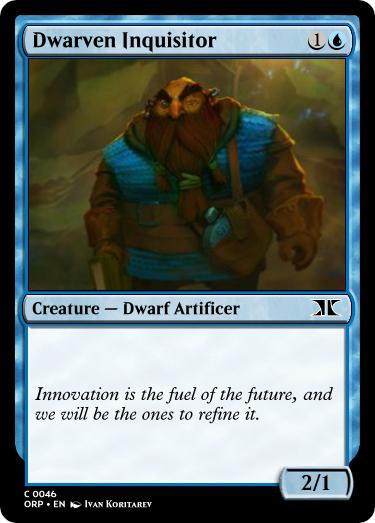 Dwarven Inquisitor 1
Creature — Dwarf Artificer
Innovation is the fuel of the future, and
we will be the ones to refine it.
2/1
C 0046
ORP • EN Ivan Koritarev